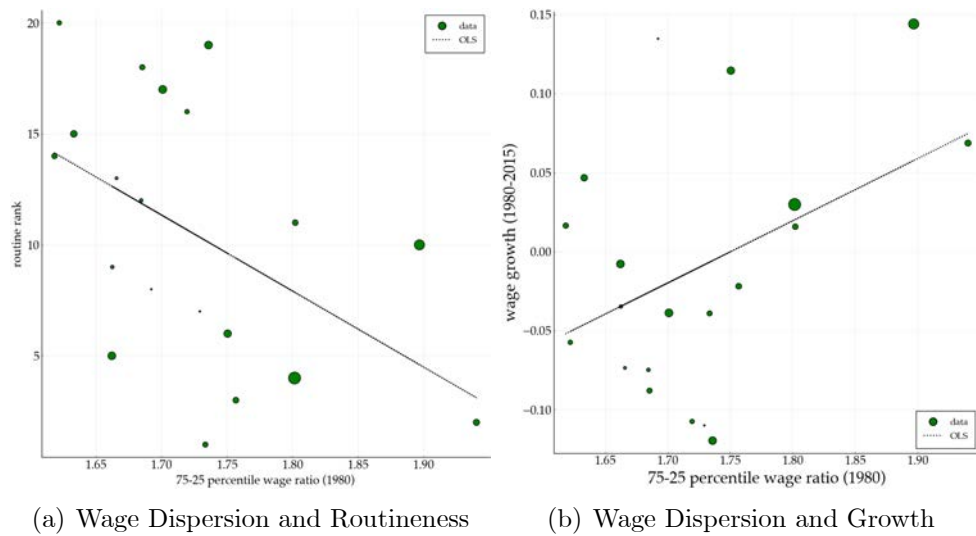 20
15
10
5
routine rank
data
OLS
1.65 1.70 1.75 1.80 1.85 1.90
75-25 percentile wage ratio (1980)
(a) Wage Dispersion and Routineness
0.15
0.10
0.05
0.00
−0.05
−0.10
wage growth (1980-2015)
data
OLS
1.65 1.70 1.75 1.80 1.85 1.90
75-25 percentile wage ratio (1980)
(b) Wage Dispersion and Growth